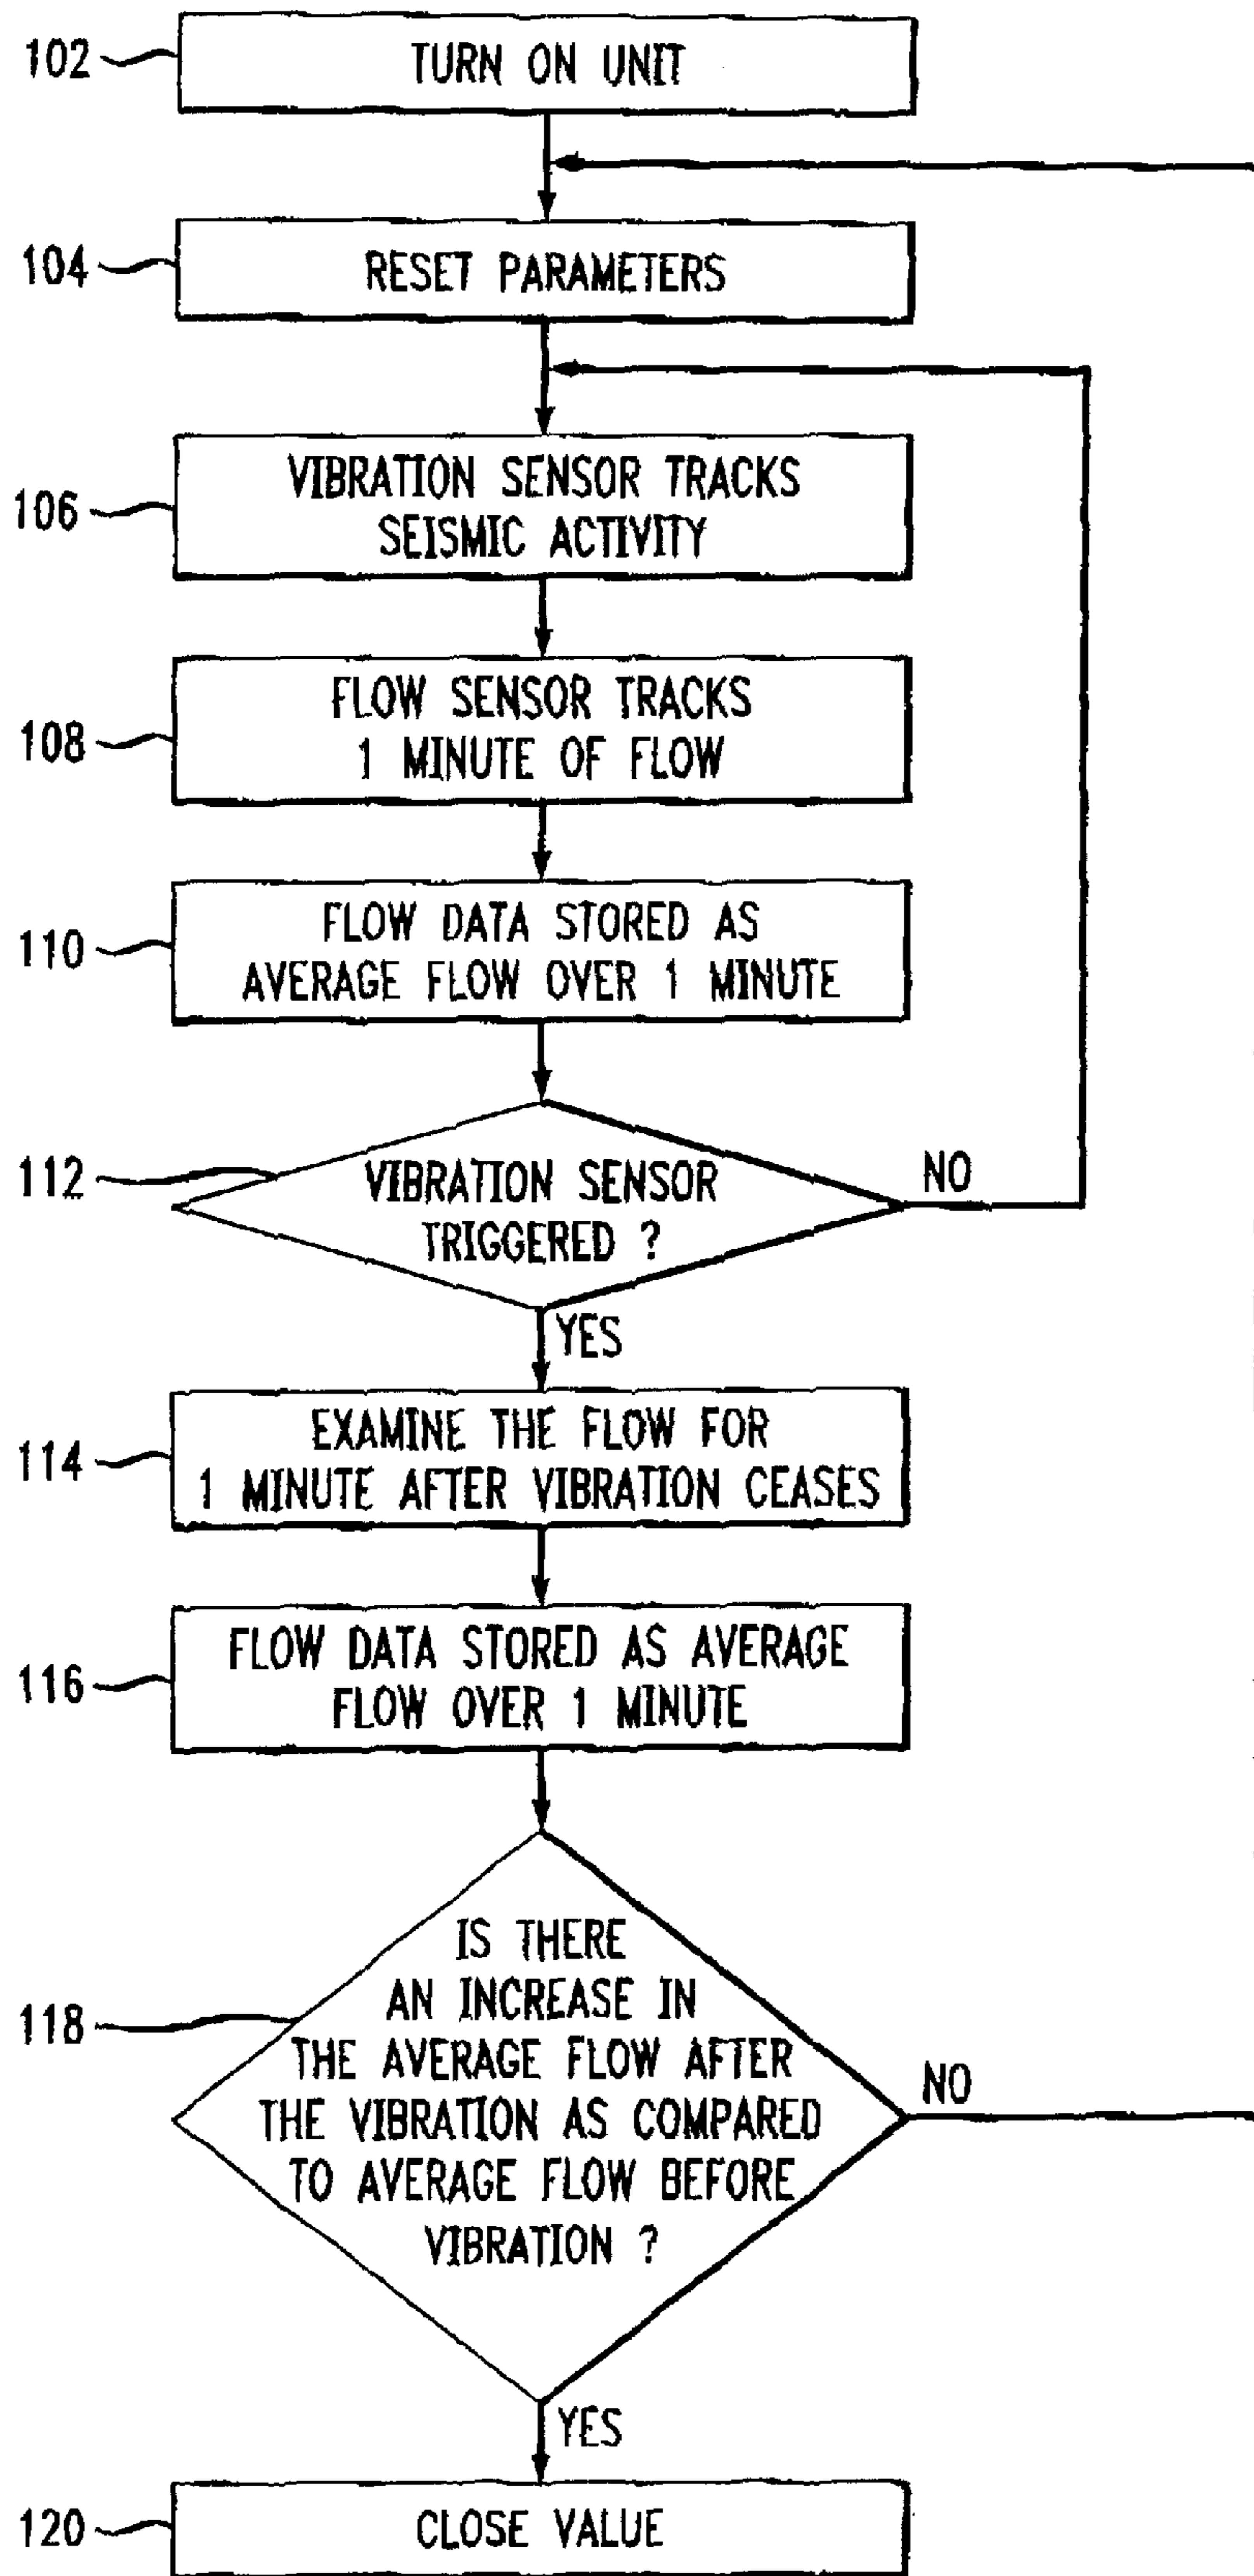 102
TURN ON UNIT
104
RESET PARAMETERS
106
VIBRATION SENSOR TRACKS
SEISMIC ACTIVITY
108
FLOW SENSOR TRACKS
1 MINUTE OF FLOW
110
FLOW DATA STORED AS
AVERAGE FLOW OVER 1 MINUTE
112
VIBRATION SENSOR
TRIGGERED ?
NO
YES
114
EXAMINE THE FLOW FOR
1 MINUTE AFTER VIBRATION CEASES
116
FLOW DATA STORED AS AVERAGE
FLOW OVER 1 MINUTE
118
IS THERE
AN INCREASE IN
THE AVERAGE FLOW AFTER
THE VIBRATION AS COMPARED
TO AVERAGE FLOW BEFORE
VIBRATION ?
NO
YES
120
CLOSE VALUE